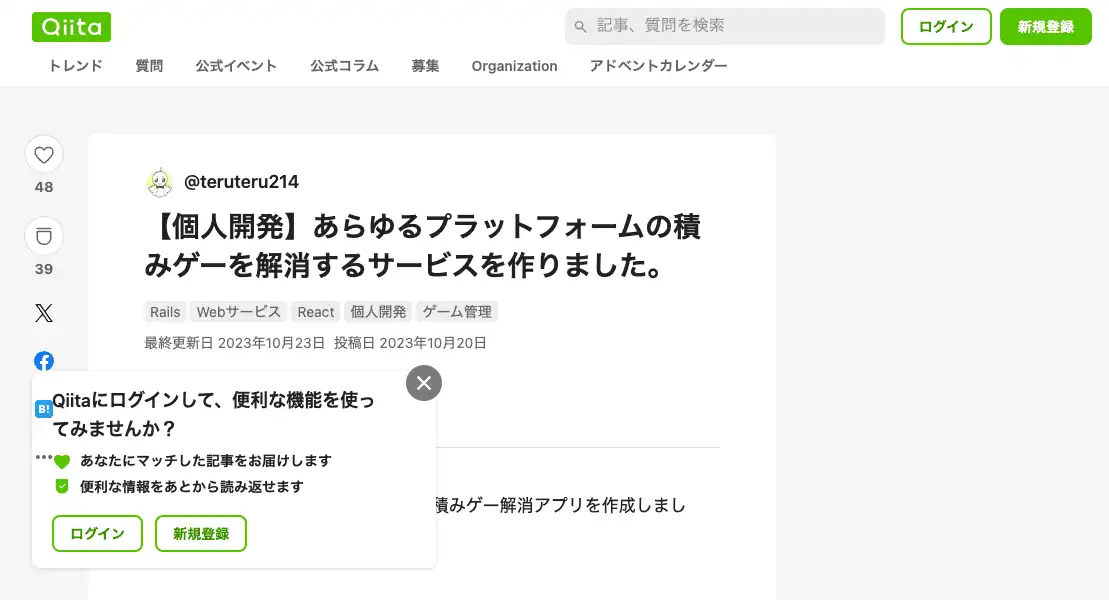 Qiita
記事、質問を検索
ログイン
新規登録
トレンド
質問
公式イベント
公式コラム
募集
Organization
アドベントカレンダー
48
39
@teruteru214
【個人開発】あらゆるプラットフォームの積
みゲーを解消するサービスを作りました。
Rails
Webサービス
React
個人開発
ゲーム管理
最終更新日 2023年10月23日 投稿日 2023年10月20日
B!
Qiitaにログインして、便利な機能を使っ
てみませんか？
あなたにマッチした記事をお届けします
便利な情報をあとから読み返せます
ログイン
新規登録
積みゲー解消アプリを作成しまし